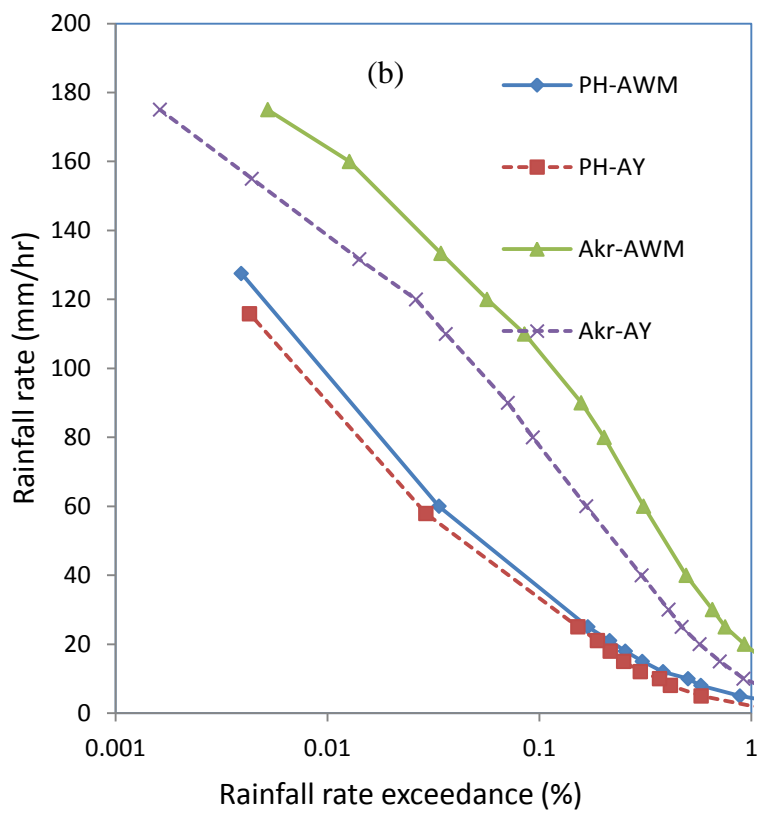 200
180
160
140
120
100
80
60
40
20
0
Rainfall rate (mm/hr)
(b)
PH-AWM
PH-AY
Akr-AWM
Akr-AY
0.001 0.01 0.1 1
Rainfall rate exceedance (%)